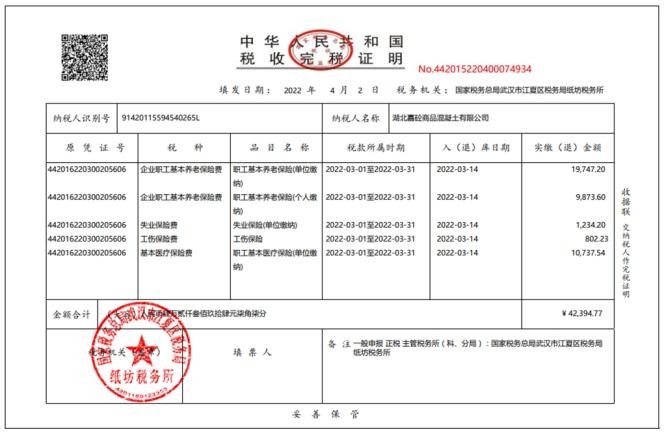 中华人民共和国
税收完税证明
No.442015220400074934
填发日期： 2022 年 4 月 2 日 税务机关： 国家税务总局武汉市江夏区税务局纸坊税务所
纳税人识别号 91420115594540265L 纳税人名称 湖北鑫砼商品混凝土有限公司
原凭证号 税种 品目名称 税款所属时期 入（退）库日期 实缴（退）金额
442016220300205606 企业职工基本养老保险费 职工基本养老保险(单位缴纳) 2022-03-01至2022-03-31 2022-03-14 19,747.20
442016220300205606 企业职工基本养老保险费 职工基本养老保险(个人缴纳) 2022-03-01至2022-03-31 2022-03-14 9,873.60
442016220300205606 失业保险费 失业保险(单位缴纳) 2022-03-01至2022-03-31 2022-03-14 1,234.20
442016220300205606 工伤保险费 工伤保险 2022-03-01至2022-03-31 2022-03-14 802.23
442016220300205606 基本医疗保险费 职工基本医疗保险(单位缴纳) 2022-03-01至2022-03-31 2022-03-14 10,737.54
金额合计 （大写）人民币肆万贰仟叁佰玖拾肆元柒角柒分 ¥ 42,394.77
税务机关（盖章）
填票人
备注 一般申报 正税 主管税务所（科、分局）：国家税务总局武汉市江夏区税务局
纸坊税务所
国家税务总局武汉市江夏区税务局
纸坊税务所
收据联 交纳税人作完税证明
妥善保管